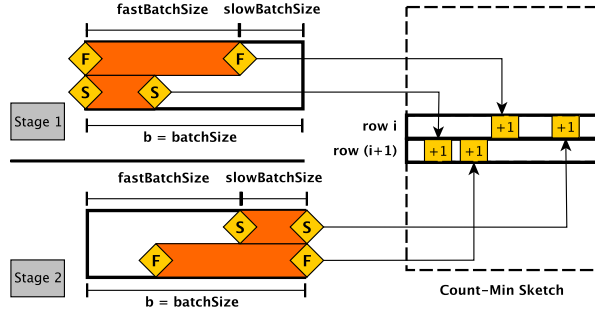 fastBatchSize slowBatchSize
F F
S S
Stage 1
b = batchSize
row i +1 +1
row (i+1) +1 +1
fastBatchSize slowBatchSize
S S
F F
Stage 2
b = batchSize
Count-Min Sketch